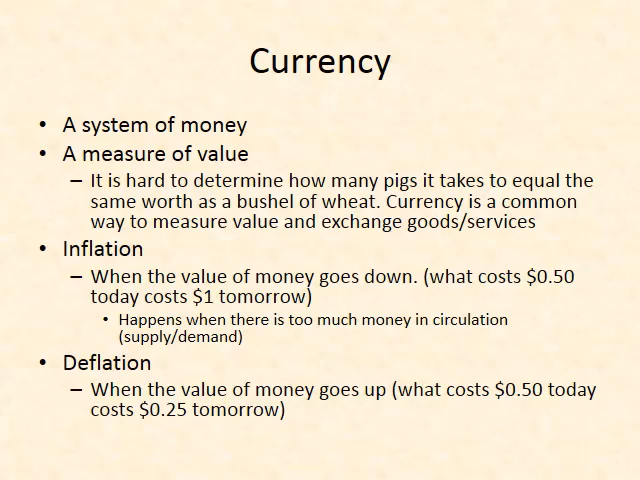 Currency
• A system of money
• A measure of value
– It is hard to determine how many pigs it takes to equal the
same worth as a bushel of wheat. Currency is a common
way to measure value and exchange goods/services
• Inflation
– When the value of money goes down. (what costs $0.50
today costs $1 tomorrow)
• Happens when there is too much money in circulation
(supply/demand)
• Deflation
– When the value of money goes up (what costs $0.50 today
costs $0.25 tomorrow)